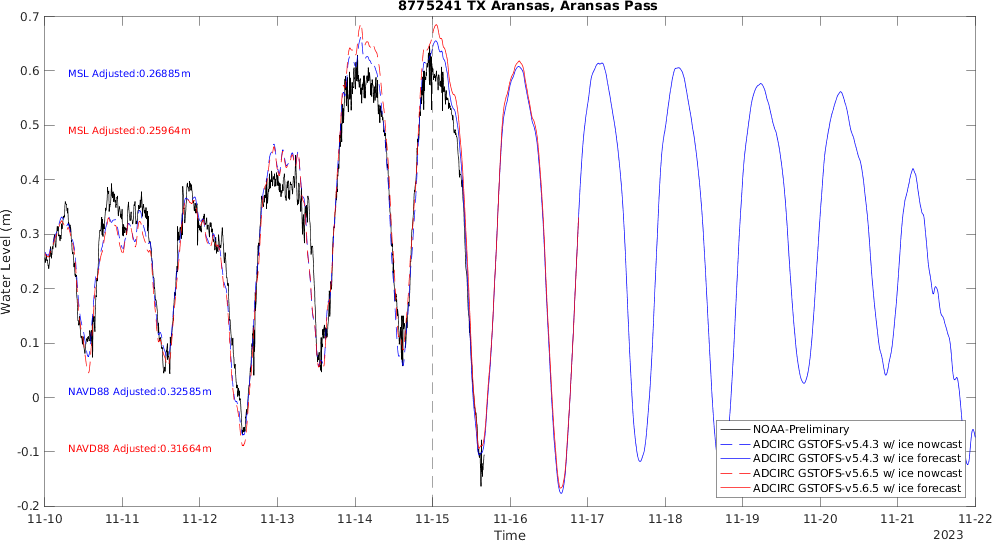 8775241 TX Aransas, Aransas Pass
0.7
0.6
0.5
0.4
0.3
0.2
0.1
0
-0.1
-0.2
Water Level (m)
MSL Adjusted:0.26885m
MSL Adjusted:0.25964m
NAVD88 Adjusted:0.32585m
NAVD88 Adjusted:0.31664m
NOAA-Preliminary
ADCIRC GSTOFS-v5.4.3 w/ ice nowcast
ADCIRC GSTOFS-v5.4.3 w/ ice forecast
ADCIRC GSTOFS-v5.6.5 w/ ice nowcast
ADCIRC GSTOFS-v5.6.5 w/ ice forecast
11-10 11-11 11-12 11-13 11-14 11-15 11-16 11-17 11-18 11-19 11-20 11-21 11-22
Time
2023